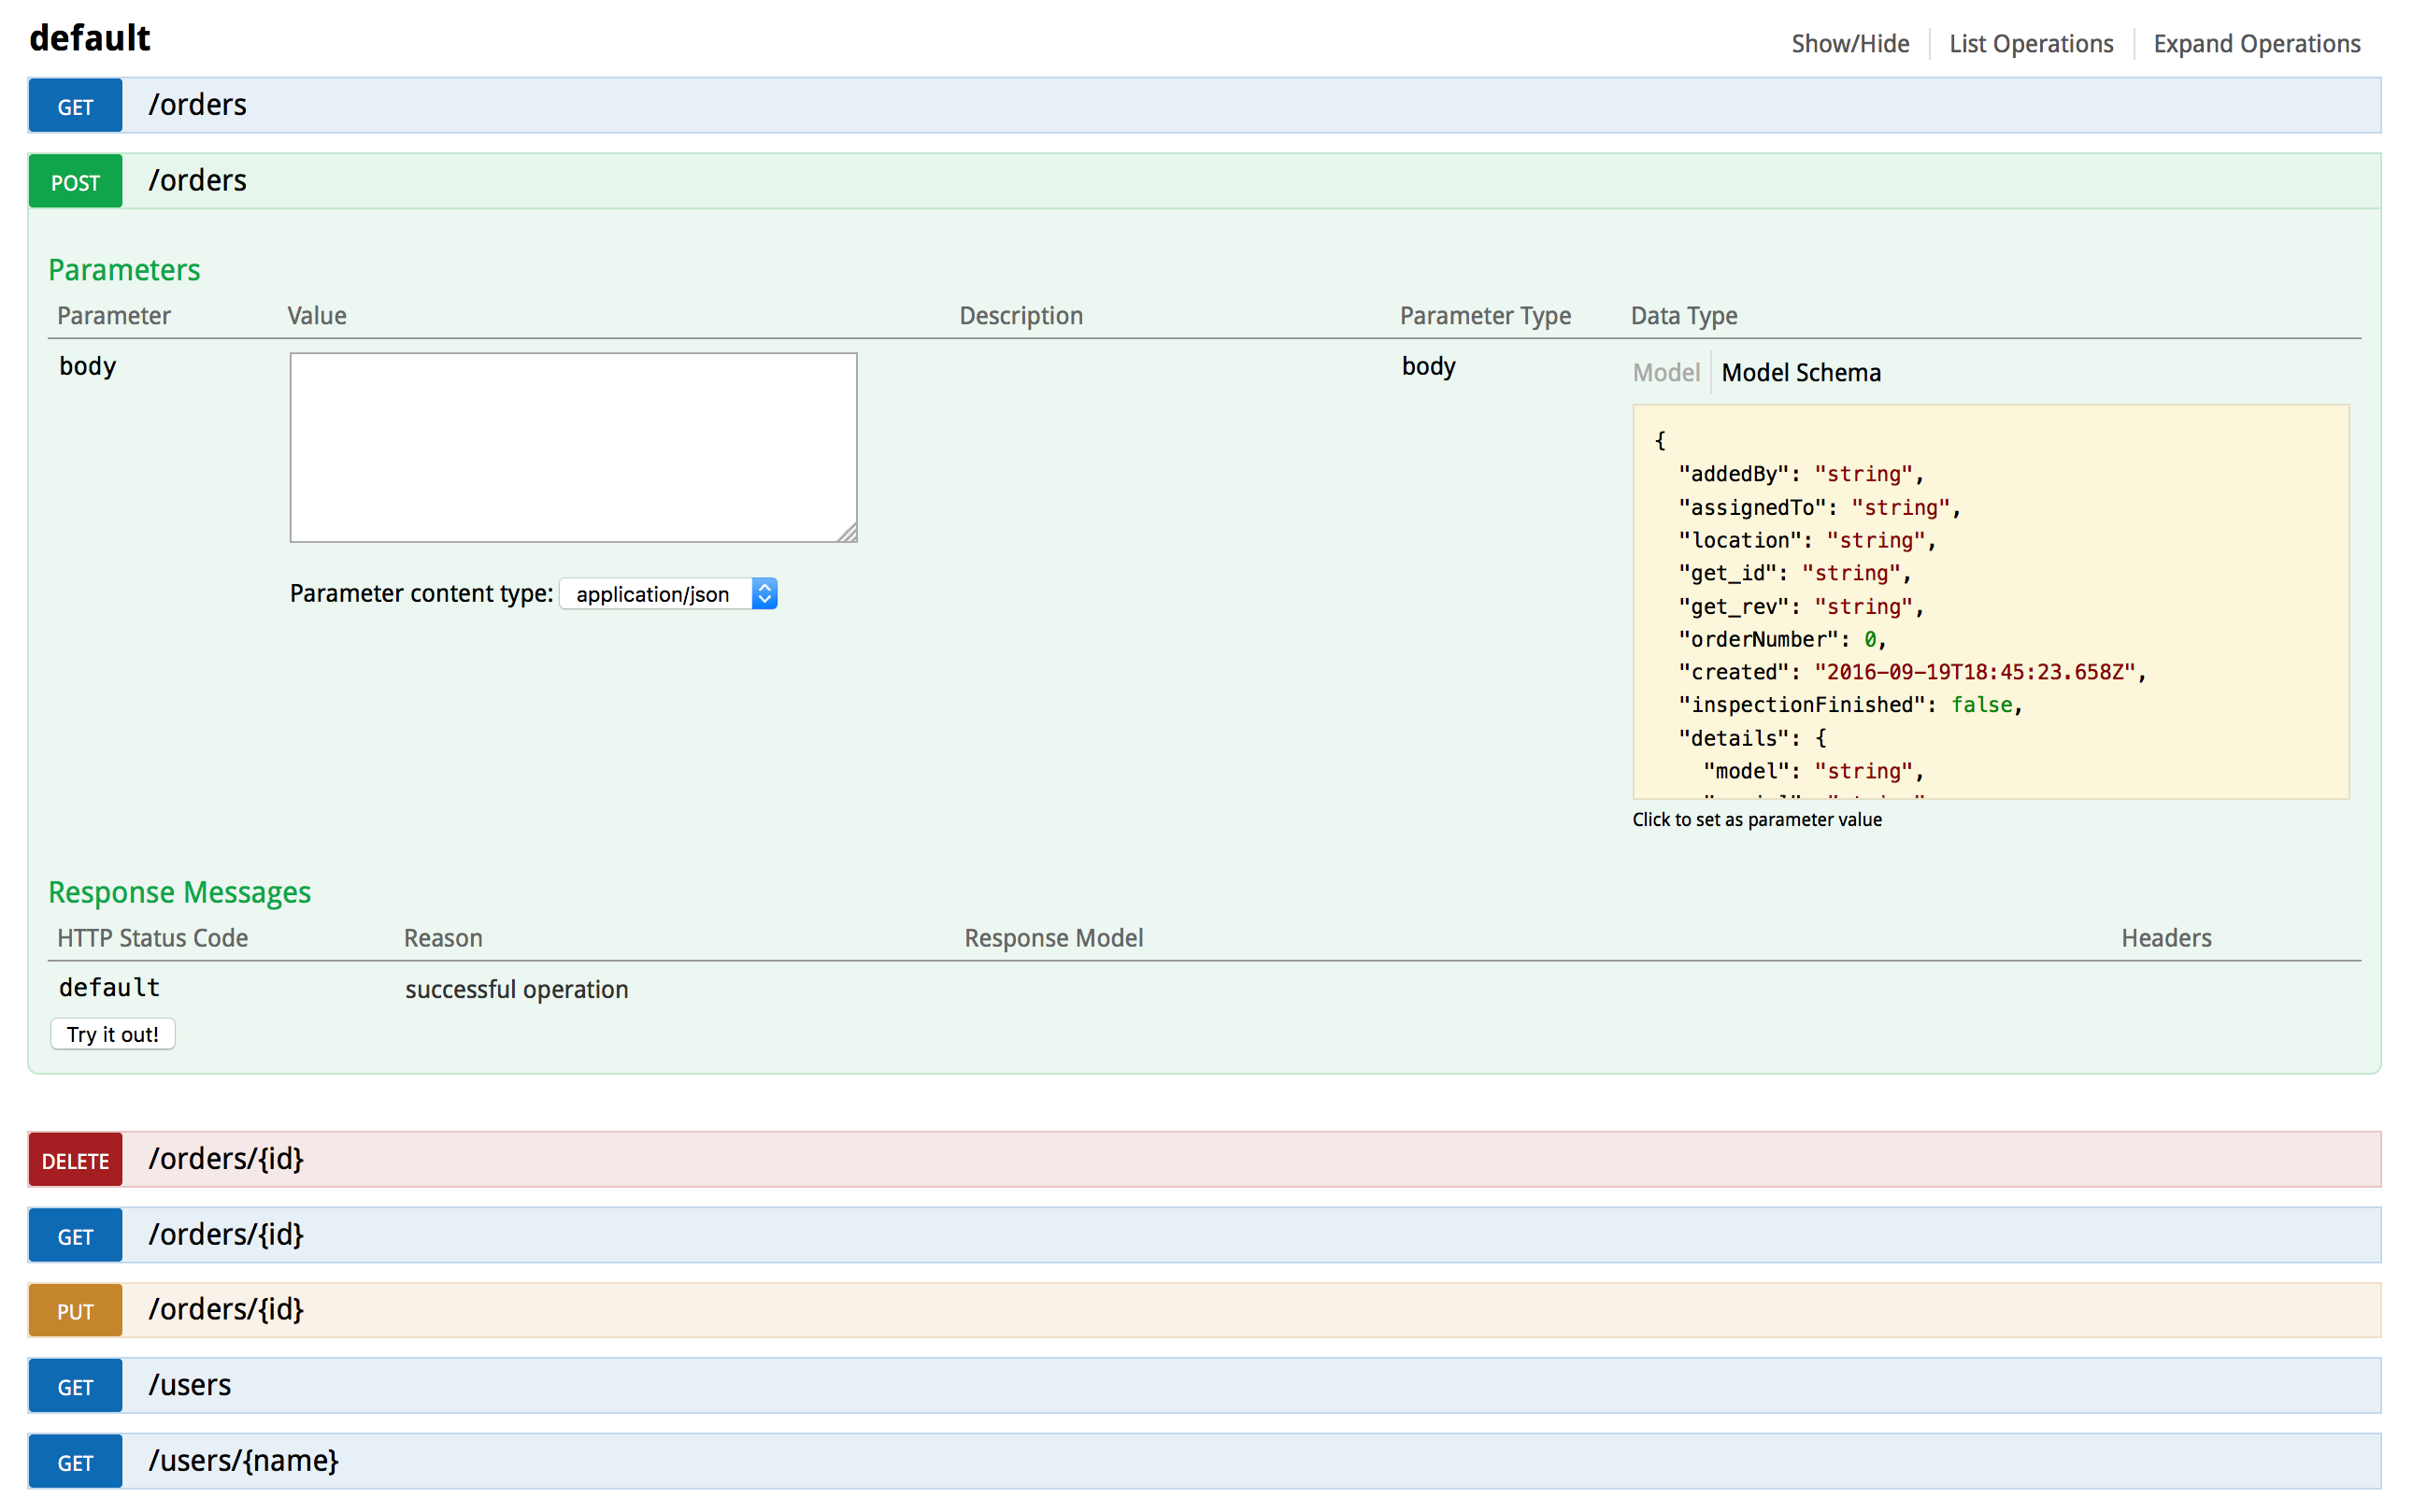 default
Show/Hide List Operations Expand Operations
GET /orders
POST /orders
Parameters
Parameter Value Description Parameter Type Data Type
body body Model Model Schema
{
"addedBy": "string",
"assignedTo": "string",
"location": "string",
"get_id": "string",
"get_rev": "string",
"orderNumber": 0,
"created": "2016-09-19T18:45:23.658Z",
"inspectionFinished": false,
"details": {
"model": "string",
Parameter content type: application/json
Click to set as parameter value
Response Messages
HTTP Status Code Reason Response Model Headers
default successful operation
Try it out!
DELETE /orders/{id}
GET /orders/{id}
PUT /orders/{id}
GET /users
GET /users/{name}